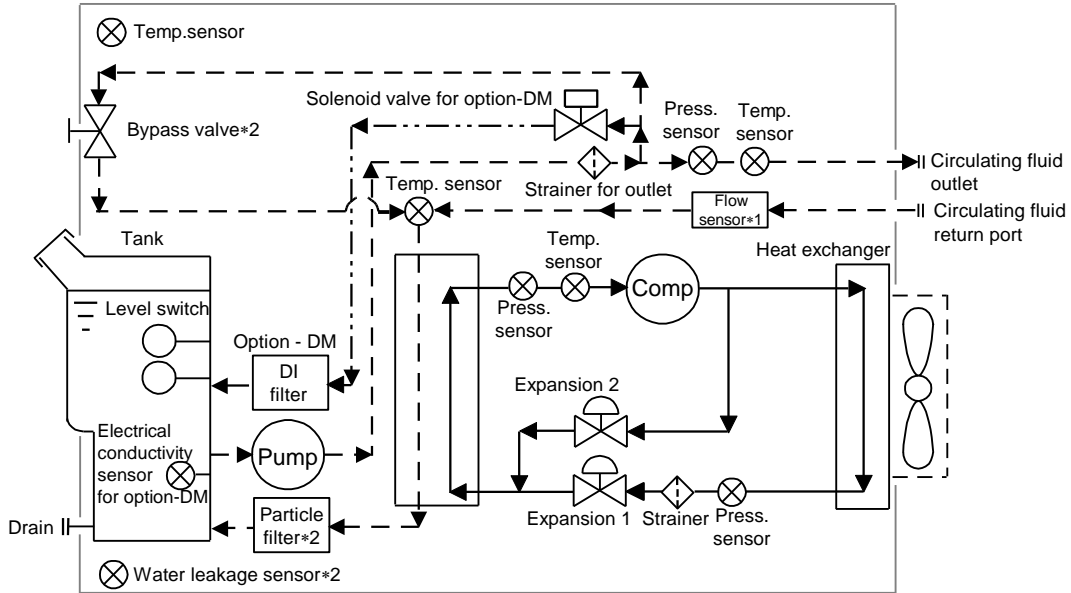 Temp.sensor
Solenoid valve for option-DM
Press.
sensor
Temp.
sensor
Bypass valve*2
Strainer for outlet
Circulating fluid
outlet
Temp. sensor
Flow
sensor*1
Circulating fluid
return port
Tank
Temp.
sensor
Heat exchanger
Level switch
Press.
sensor
Comp
Option - DM
DI
filter
Expansion 2
Electrical
conductivity
sensor
for option-DM
Pump
Expansion 1
Strainer
Press.
sensor
Drain
Particle
filter*2
Water leakage sensor*2